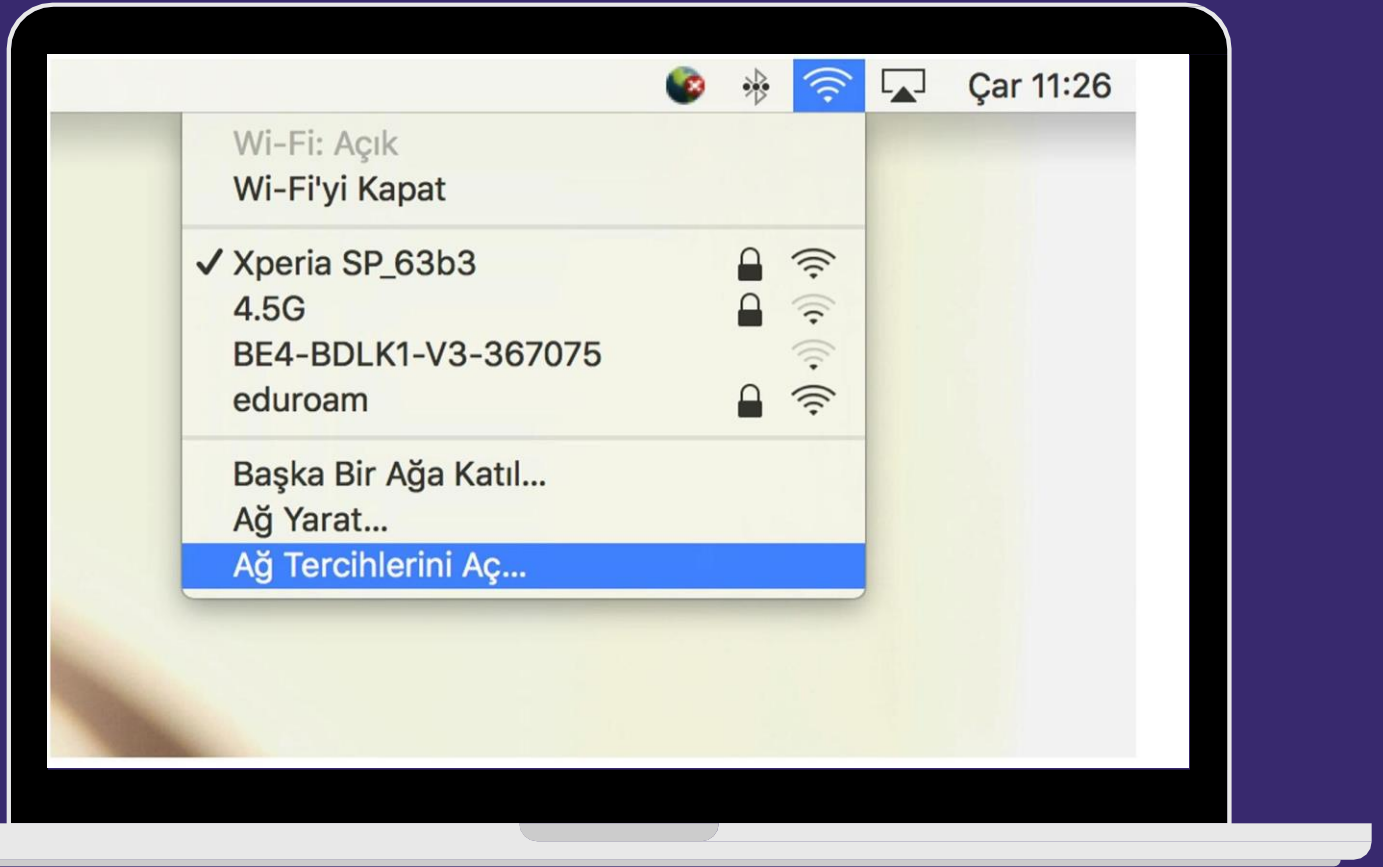 Çar 11:26
Wi-Fi: Açık
Wi-Fi'yi Kapat
Xperia SP_63b3
4.5G
BE4-BDLK1-V3-367075
eduroam
Başka Bir Ağa Katıl...
Ağ Yarat...
Ağ Tercihlerini Aç...